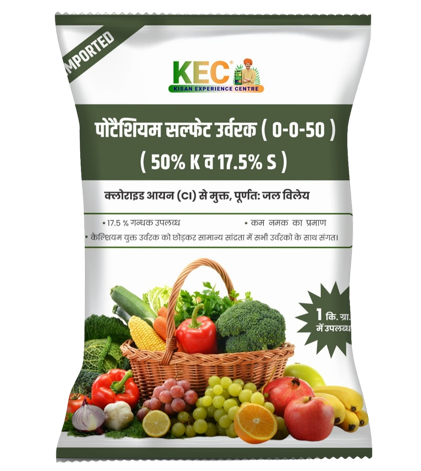 IMPORTED
KEC
KISAN EXPERIENCE CENTRE
पोटैशियम सल्फेट उर्वरक ( 0-0-50 )
( 50% K व 17.5% S )
क्लोराइड आयन (CI) से मुक्त, पूर्णत: जल विलेय
• 17.5 % गन्धक उपलब्ध
• कम नमक का प्रमाण
• केल्शियम युक्त उर्वरक को छोड़कर सामान्य सांद्रता में सभी उर्वरको के साथ संगत।
1 कि. ग्रा.
में उपलब्ध